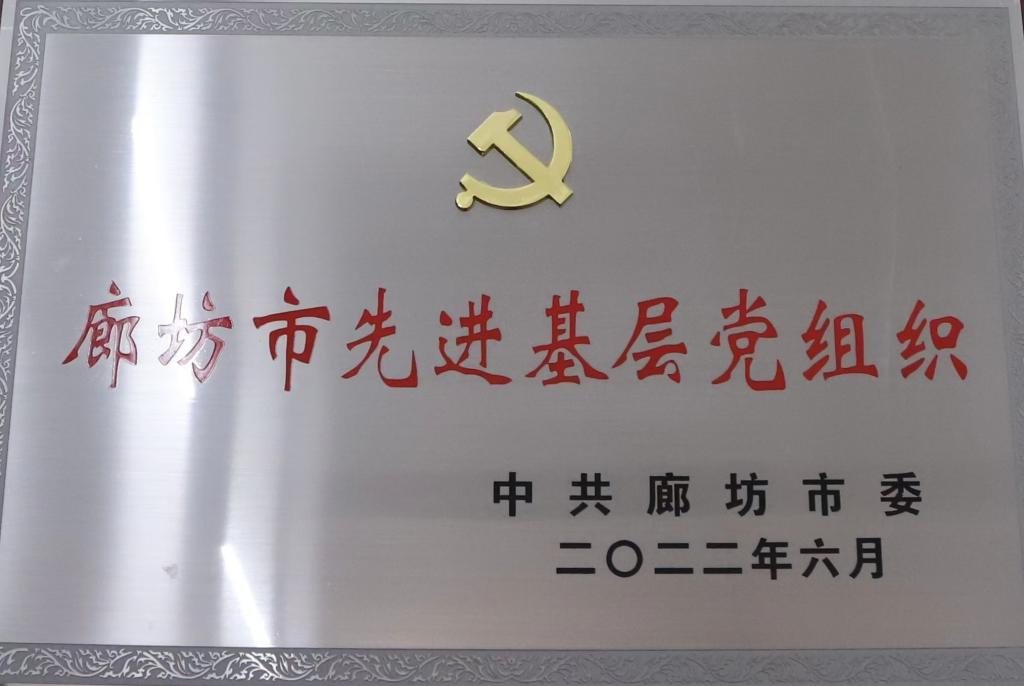 廊坊市先进基层党组织
中共廊坊市委
二〇二二年六月